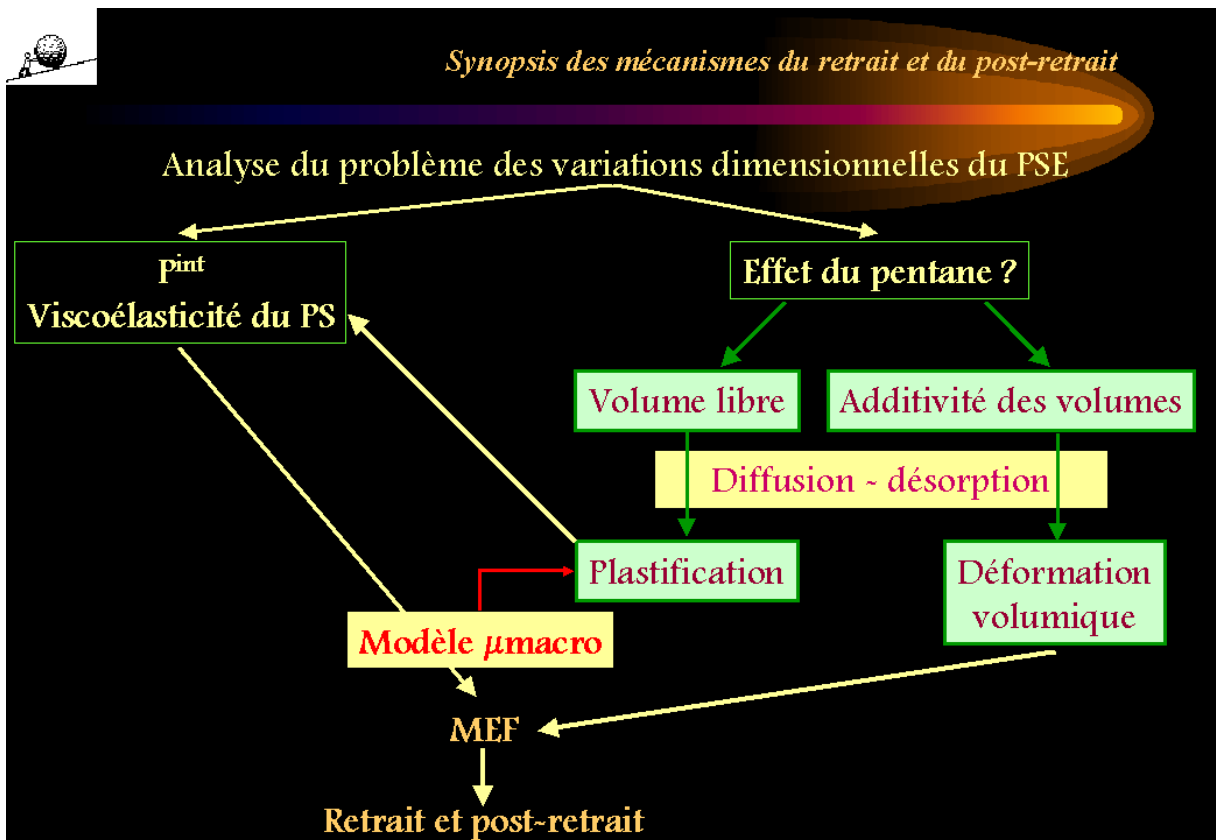 Synopsis des mécanismes du retrait et du post-retrait
Analyse du problème des variations dimensionnelles du PSE
pint
Viscoélasticité du PS
Effet du pentane ?
Volume libre
Additivité des volumes
Diffusion - désorption
Plastification
Déformation
volumique
Modèle μmacro
MEF
Retrait et post-retrait